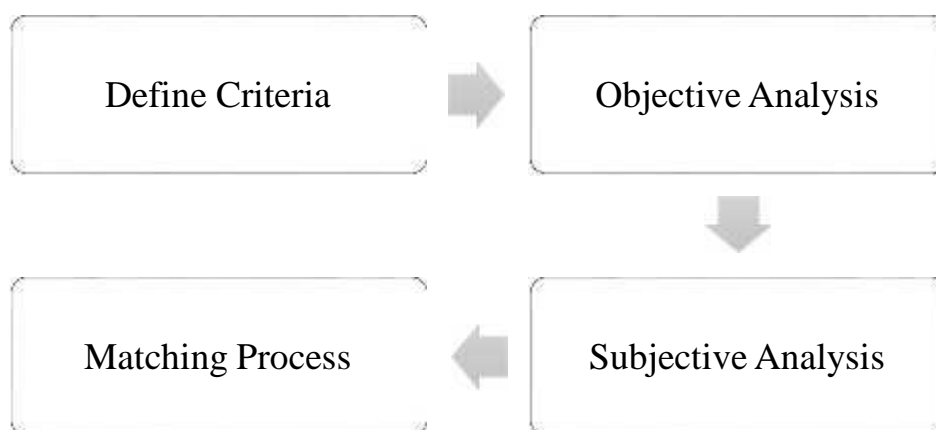 Define Criteria
Objective Analysis
Subjective Analysis
Matching Process